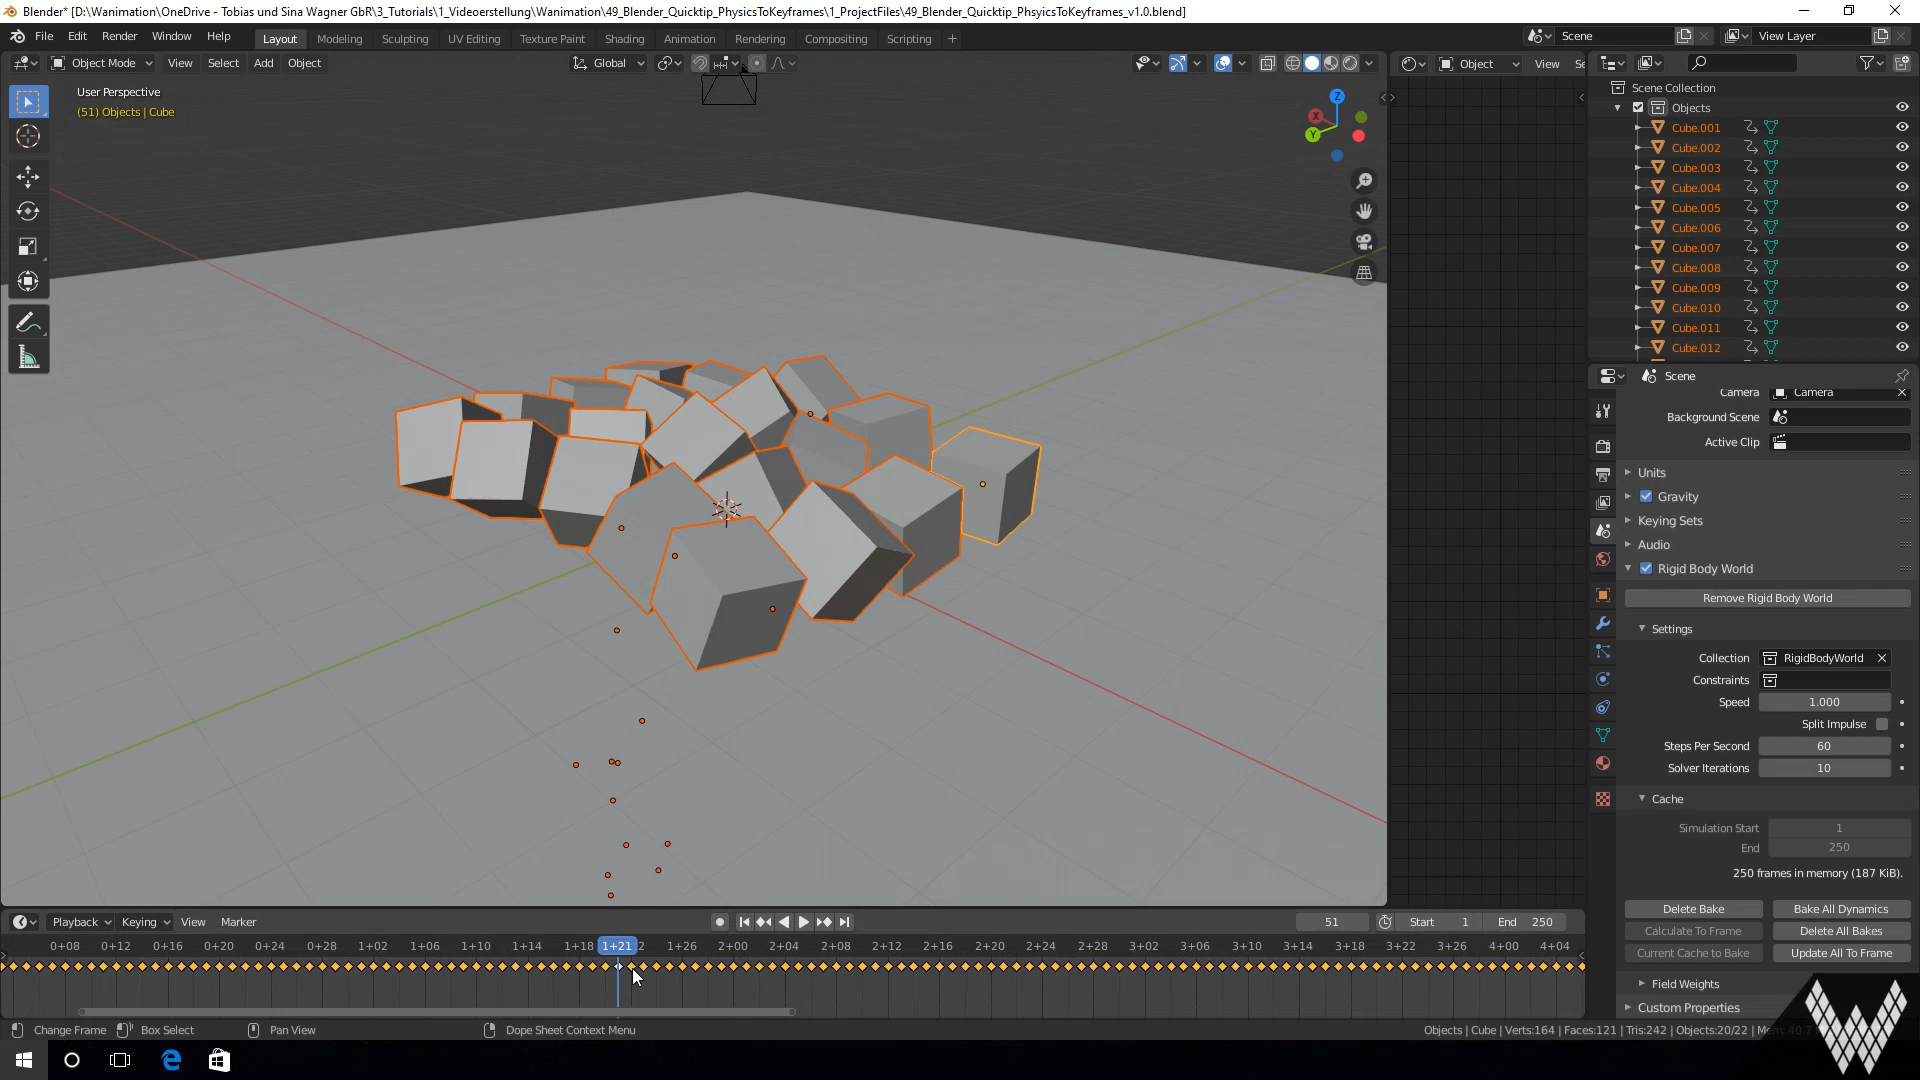 Blender* [D:\Wanimation\OneDrive - Tobias und Sina Wagner GbR\3_Tutorials\1_Videoerstellung\Wanimation\49_Blender_Quicktip_PhysicsToKeyframes\1_ProjectFiles\49_Blender_Quicktip_PhsyicsToKeyframes_v1.0.blend]
File Edit Render Window Help Layout Modeling Sculpting UV Editing Texture Paint Shading Animation Rendering Compositing Scripting + Scene View Layer
Object Mode View Select Add Object Global Object View Se
User Perspective
(51) Objects | Cube
Z
X
Y
Scene Collection
Objects
Cube.001
Cube.002
Cube.003
Cube.004
Cube.005
Cube.006
Cube.007
Cube.008
Cube.009
Cube.010
Cube.011
Cube.012
Scene
Camera Camera
Background Scene
Active Clip
Units
Gravity
Keying Sets
Audio
Rigid Body World
Remove Rigid Body World
Settings
Collection RigidBodyWorld
Constraints
Speed 1.000
Split Impulse
Steps Per Second 60
Solver Iterations 10
Cache
Simulation Start 1
End 250
250 frames in memory (187 KiB).
Delete Bake Bake All Dynamics
Calculate To Frame Delete All Bakes
Current Cache to Bake Update All To Frame
Field Weights
Custom Properties
Playback Keying View Marker 51 Start 1 End 250
0+08 0+12 0+16 0+20 0+24 0+28 1+02 1+06 1+10 1+14 1+18 1+21 2 1+26 2+00 2+04 2+08 2+12 2+16 2+20 2+24 2+28 3+02 3+06 3+10 3+14 3+18 3+22 3+26 4+00 4+04
Change Frame Box Select Pan View Dope Sheet Context Menu Objects | Cube | Verts:164 | Faces:121 | Tris:242 | Objects:20/22 | Mem: 40.7